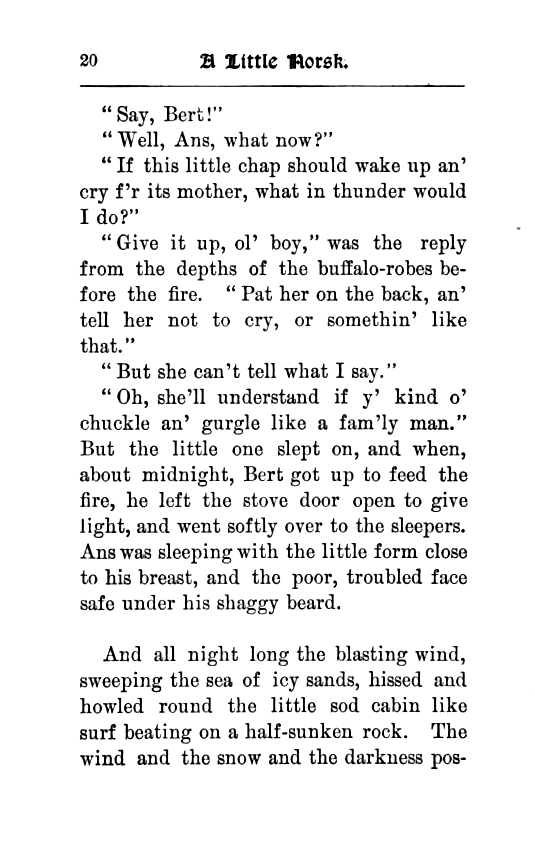 20 A Little Norsk.
“Say, Bert!”
“Well, Ans, what now?”
“If this little chap should wake up an’
cry f’r its mother, what in thunder would
I do?”
“Give it up, ol’ boy,” was the reply
from the depths of the buffalo-robes be-
fore the fire. “Pat her on the back, an’
tell her not to cry, or somethin’ like
that.”
“But she can’t tell what I say.”
“Oh, she’ll understand if y’ kind o’
chuckle an’ gurgle like a fam’ly man.”
But the little one slept on, and when,
about midnight, Bert got up to feed the
fire, he left the stove door open to give
light, and went softly over to the sleepers.
Ans was sleeping with the little form close
to his breast, and the poor, troubled face
safe under his shaggy beard.
And all night long the blasting wind,
sweeping the sea of icy sands, hissed and
howled round the little sod cabin like
surf beating on a half-sunken rock. The
wind and the snow and the darkness pos-